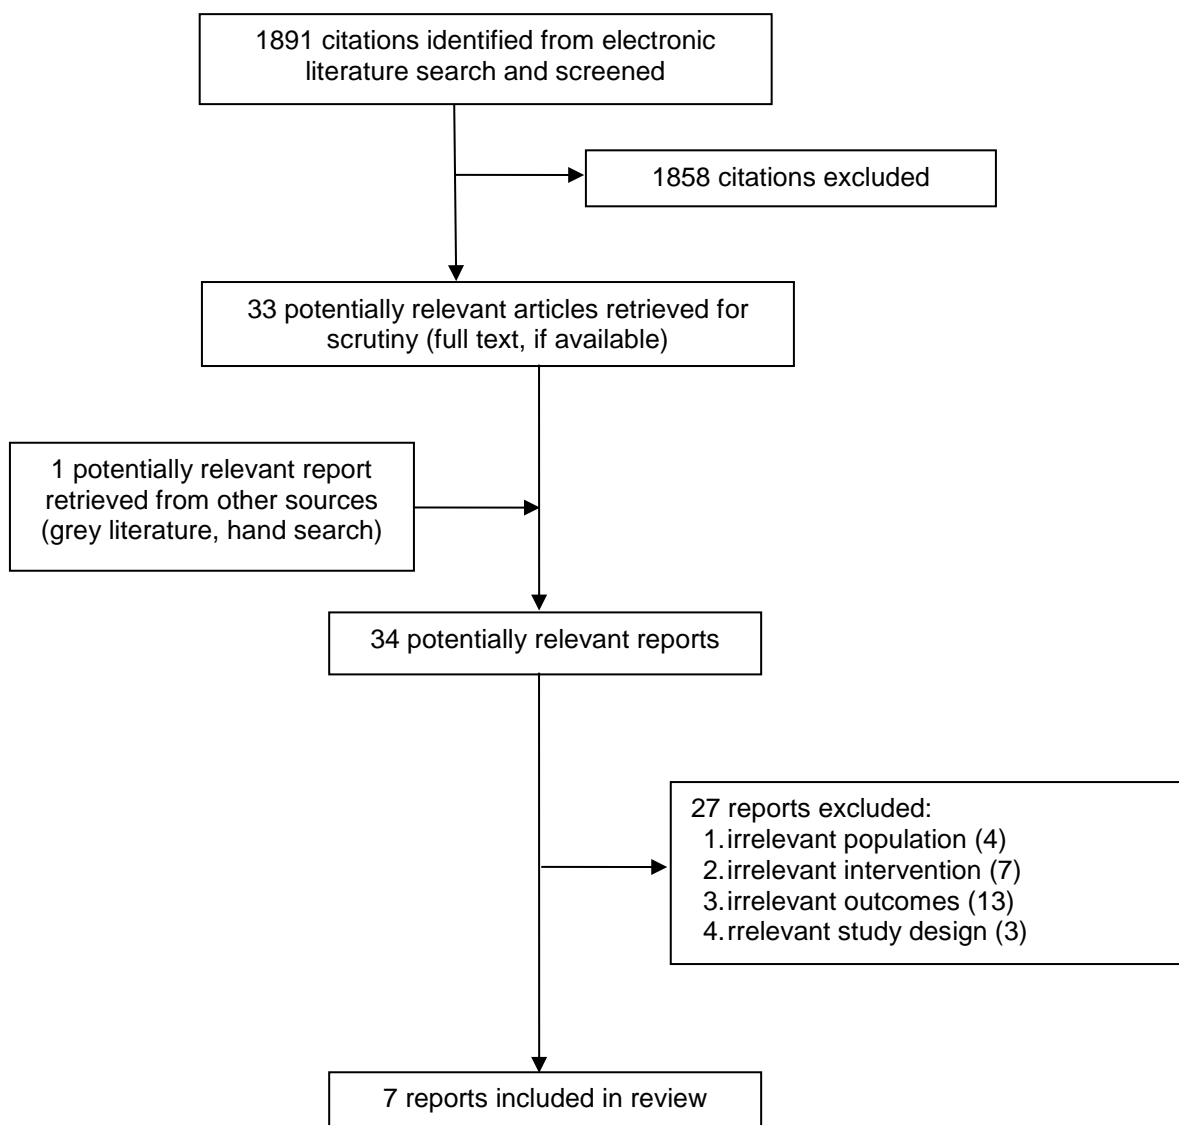 1891 citations identified from electronic
literature search and screened
1858 citations excluded
33 potentially relevant articles retrieved for
scrutiny (full text, if available)
1 potentially relevant report
retrieved from other sources
(grey literature, hand search)
34 potentially relevant reports
27 reports excluded:
1. irrelevant population (4)
2. irrelevant intervention (7)
3. irrelevant outcomes (13)
4. rrelevant study design (3)
7 reports included in review